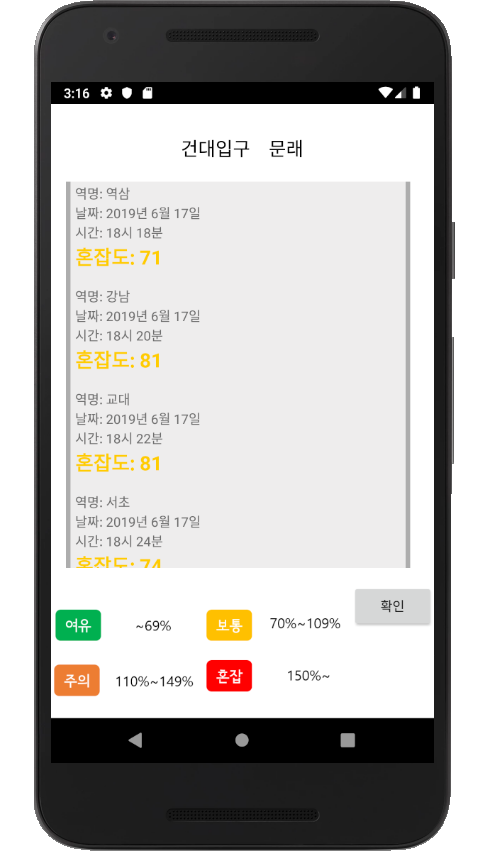 3:16
건대입구 문래
역명: 역삼
날짜: 2019년 6월 17일
시간: 18시 18분
혼잡도: 71
역명: 강남
날짜: 2019년 6월 17일
시간: 18시 20분
혼잡도: 81
역명: 교대
날짜: 2019년 6월 17일
시간: 18시 22분
혼잡도: 81
역명: 서초
날짜: 2019년 6월 17일
시간: 18시 24분
혼잡도: 74
확인
여유 ~69% 보통 70%~109%
주의 110%~149% 혼잡 150%~